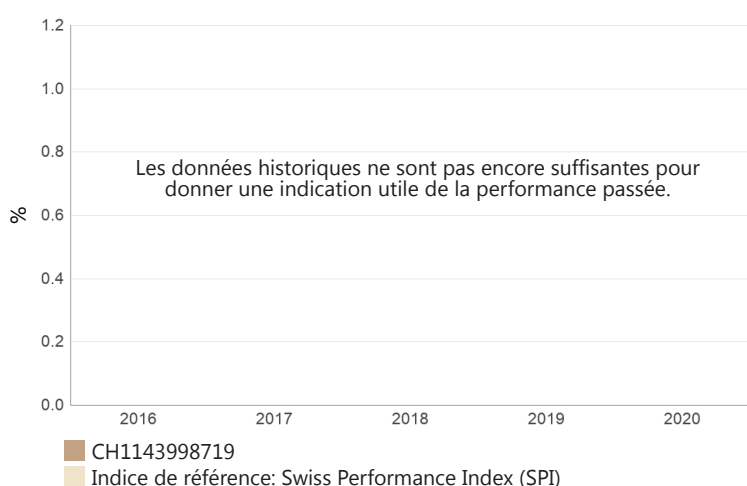 1.2
1.0
0.8
Les données historiques ne sont pas encore suffisantes pour
donner une indication utile de la performance passée.
%
0.6
0.4
0.2
0.0
2016 2017 2018 2019 2020
CH1143998719
Indice de référence: Swiss Performance Index (SPI)